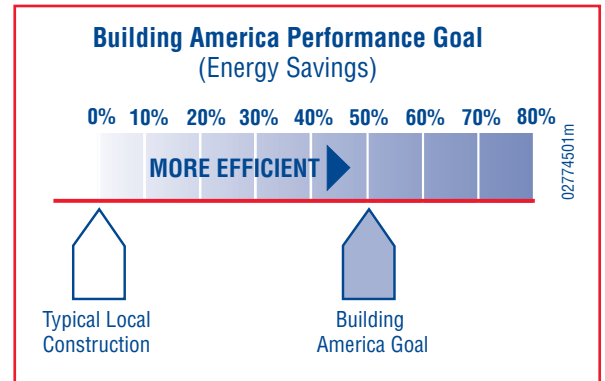 Building America Performance Goal
(Energy Savings)
0% 10% 20% 30% 40% 50% 60% 70% 80%
MORE EFFICIENT
02774501m
Typical Local
Construction
Building
America Goal